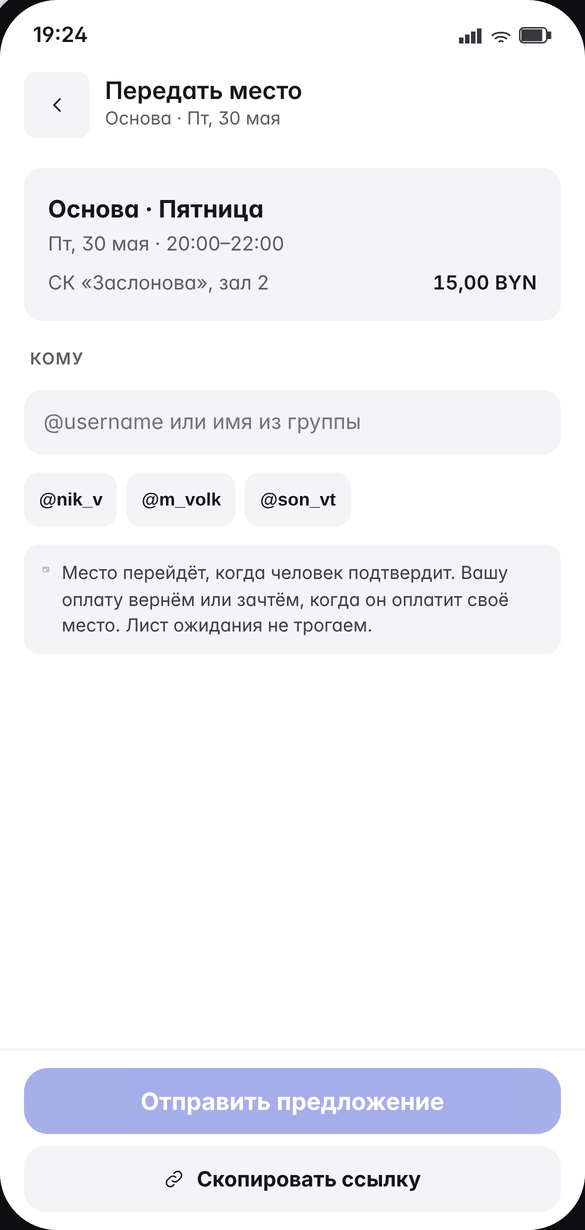 19:24
Передать место
Основа · Пт, 30 мая
Основа · Пятница
Пт, 30 мая · 20:00–22:00
СК «Заслонова», зал 2 15,00 BYN
КОМУ
@username или имя из группы
@nik_v @m_volk @son_vt
Место перейдёт, когда человек подтвердит. Вашу
оплату вернём или зачтём, когда он оплатит своё
место. Лист ожидания не трогаем.
Отправить предложение
Скопировать ссылку